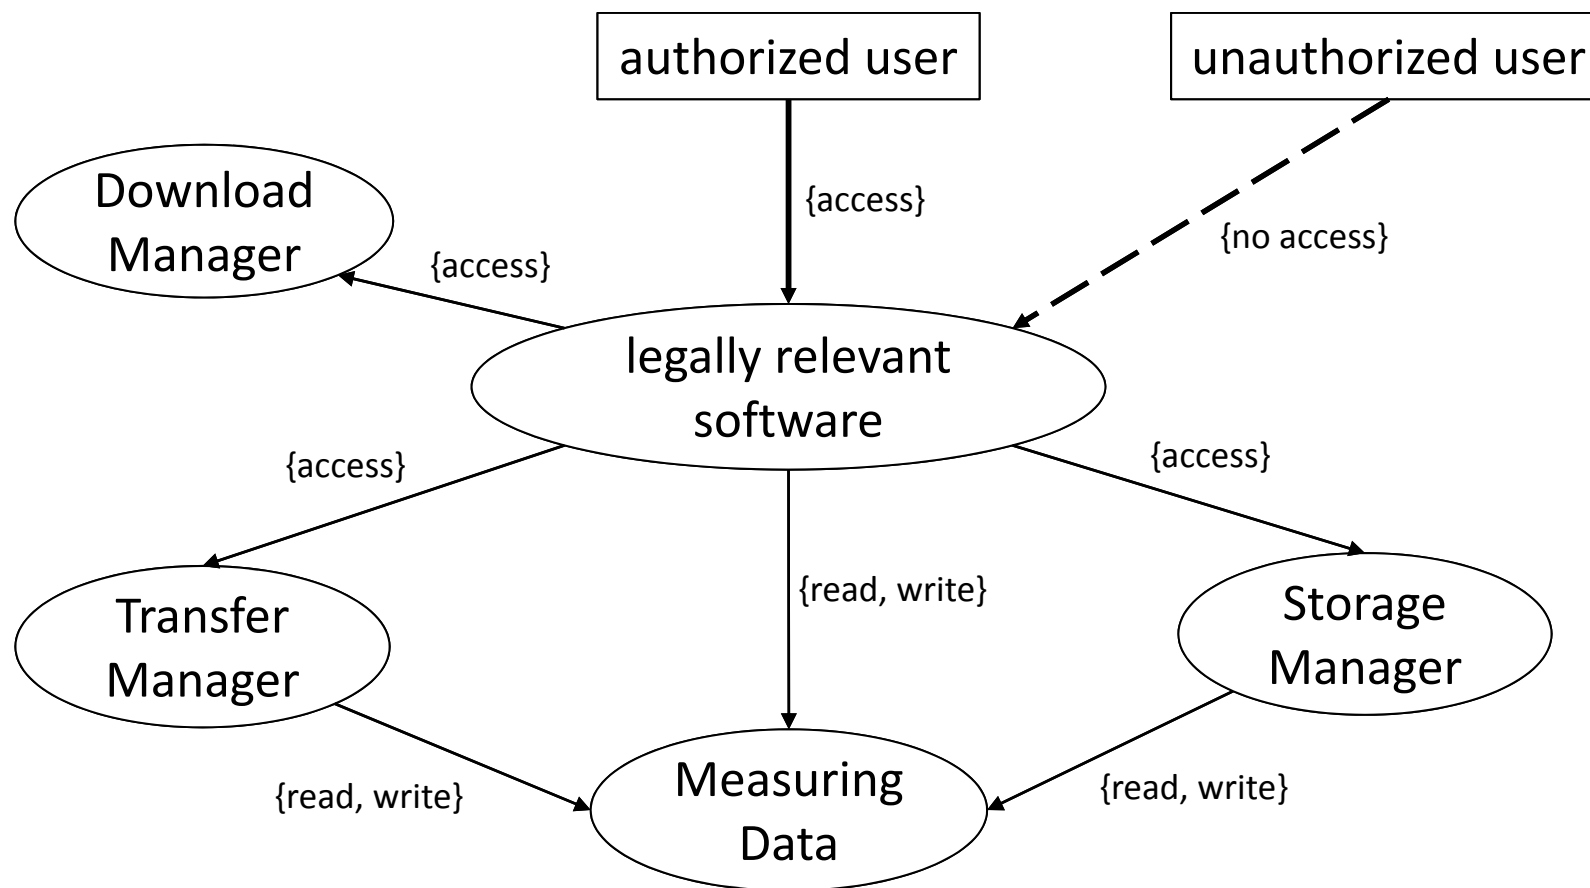 authorized user
unauthorized user
Download
Manager
{access}
{no access}
{access}
legally relevant
software
{access}
{access}
{read, write}
Transfer
Manager
Storage
Manager
{read, write}
{read, write}
Measuring
Data